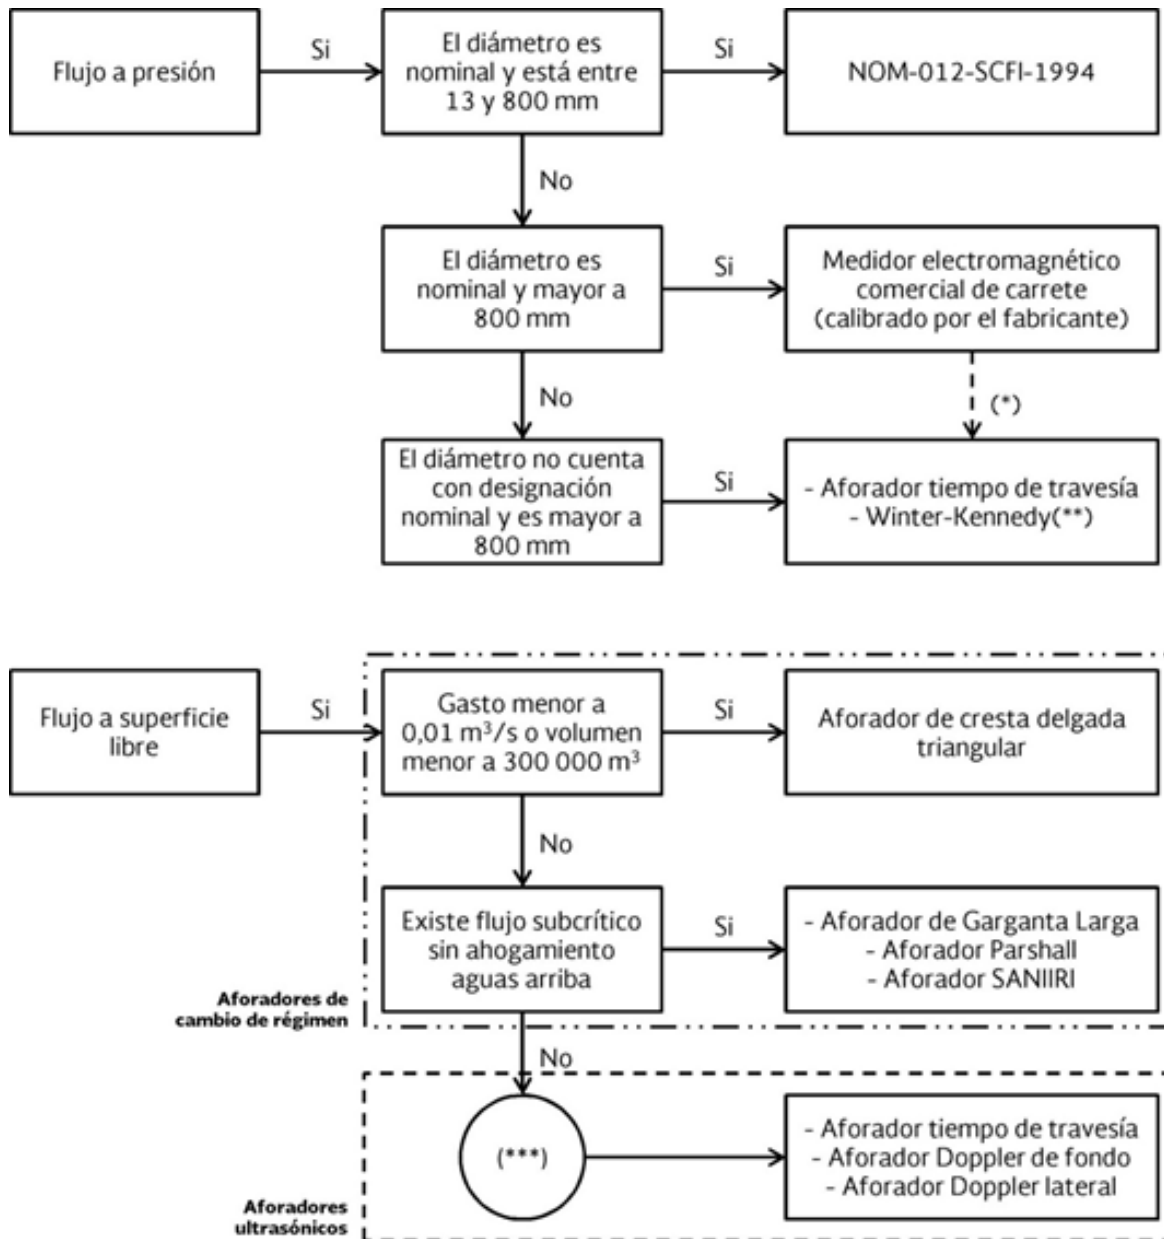 Flujo a presión
Si
El diámetro es
nominal y está entre
13 y 800 mm
Si
NOM-012-SCFI-1994
No
El diámetro es
nominal y mayor a
800 mm
Si
Medidor electromagnético
comercial de carrete
(calibrado por el fabricante)
No
(*)
El diámetro no cuenta
con designación
nominal y es mayor a
800 mm
Si
- Aforador tiempo de travesía
- Winter-Kennedy(**)
Flujo a superficie
libre
Si
Gasto menor a
0,01 m³/s o volumen
menor a 300 000 m³
Si
Aforador de cresta delgada
triangular
No
Existe flujo subcrítico
sin ahogamiento
aguas arriba
Si
- Aforador de Garganta Larga
- Aforador Parshall
- Aforador SANIIRI
Aforadores de
cambio de régimen
No
(***)
- Aforador tiempo de travesía
- Aforador Doppler de fondo
- Aforador Doppler lateral
Aforadores
ultrasónicos